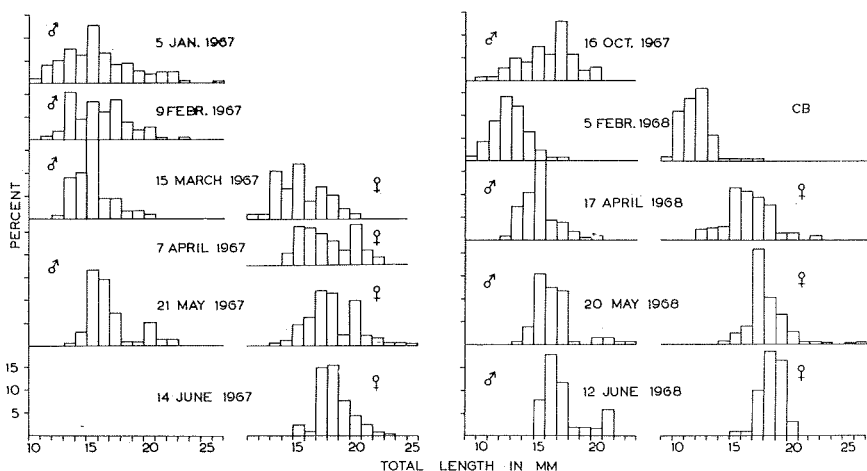 ♂ 5 JAN. 1967
♂ 9 FEBR. 1967
♂ 15 MARCH 1967 ♀
7 APRIL 1967 ♀
♂ 21 MAY 1967 ♀
14 JUNE 1967 ♀
PERCENT
15
10
5
10 15 20 10 15 20 25
♂ 16 OCT. 1967
5 FEBR. 1968 CB
♂ 17 APRIL 1968 ♀
♂ 20 MAY 1968 ♀
♂ 12 JUNE 1968 ♀
10 15 20 10 15 20 25
TOTAL LENGTH IN MM